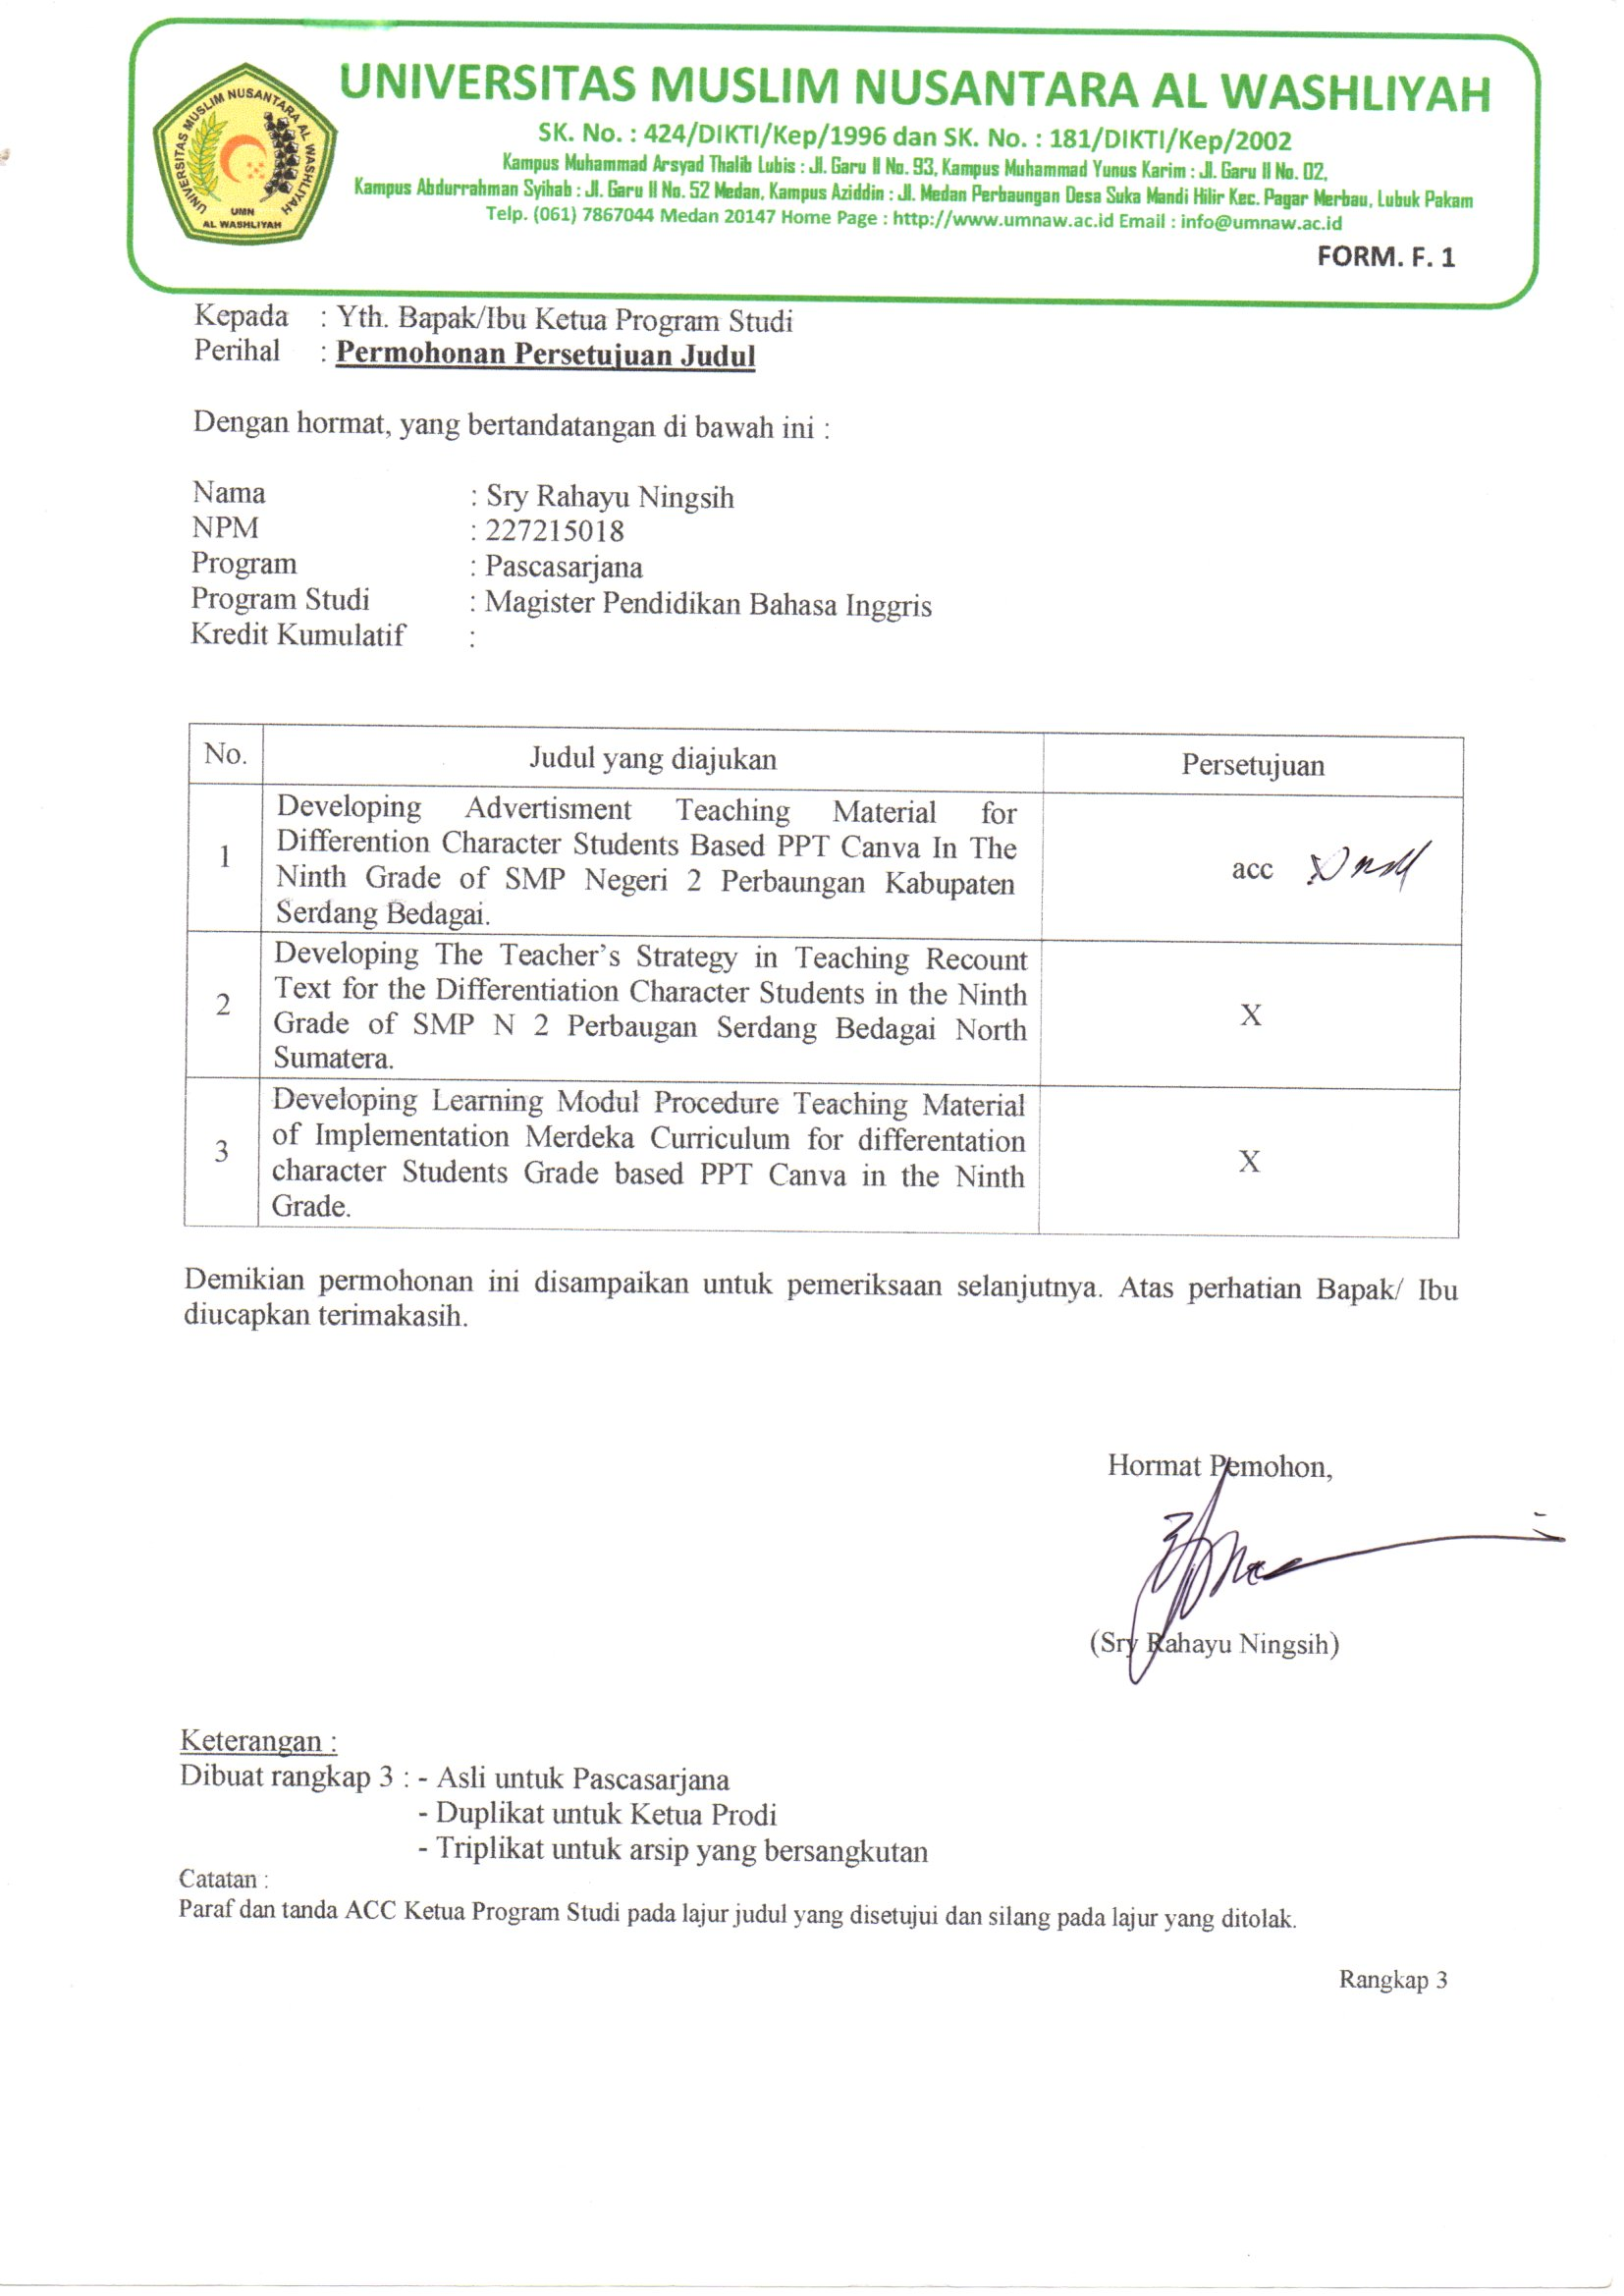 UNIVERSITAS MUSLIM NUSANTARA AL WASHLIYAH
UMN
AL WASHLIYAH
UNIVERSITAS MUSLIM NUSANTARA AL WASHLIYAH
SK. No. : 424/DIKTI/Kep/1996 dan SK. No. : 181/DIKTI/Kep/2002
Kampus Muhammad Arsyad Thalib Lubis : Jl. Garu II No. 93, Kampus Muhammad Yunus Karim : Jl. Garu II No. 02,
Kampus Abdurrahman Syihab : Jl. Garu II No. 52 Medan, Kampus Aziddin : Jl. Medan Perbaungan Desa Suka Mandi Hilir Kec. Pagar Merbau, Lubuk Pakam
Telp. (061) 7867044 Medan 20147 Home Page : http://www.umnaw.ac.id Email : info@umnaw.ac.id
FORM. F. 1
Kepada : Yth. Bapak/Ibu Ketua Program Studi
Perihal : Permohonan Persetujuan Judul
Dengan hormat, yang bertandatangan di bawah ini :
Nama : Sry Rahayu Ningsih
NPM : 227215018
Program : Pascasarjana
Program Studi : Magister Pendidikan Bahasa Inggris
Kredit Kumulatif :
No. Judul yang diajukan Persetujuan
1 Developing Advertisment Teaching Material for
Differention Character Students Based PPT Canva In The
Ninth Grade of SMP Negeri 2 Perbaungan Kabupaten
Serdang Bedagai.
acc
2 Developing The Teacher's Strategy in Teaching Recount
Text for the Differentiation Character Students in the Ninth
Grade of SMP N 2 Perbaugan Serdang Bedagai North
Sumatera.
X
3 Developing Learning Modul Procedure Teaching Material
of Implementation Merdeka Curriculum for differentation
character Students Grade based PPT Canva in the Ninth
Grade.
X
Demikian permohonan ini disampaikan untuk pemeriksaan selanjutnya. Atas perhatian Bapak/ Ibu
diucapkan terimakasih.
Hormat Pemohon,
(Sry Rahayu Ningsih)
Keterangan :
Dibuat rangkap 3 : - Asli untuk Pascasarjana
- Duplikat untuk Ketua Prodi
- Triplikat untuk arsip yang bersangkutan
Catatan :
Paraf dan tanda ACC Ketua Program Studi pada lajur judul yang disetujui dan silang pada lajur yang ditolak.
Rangkap 3